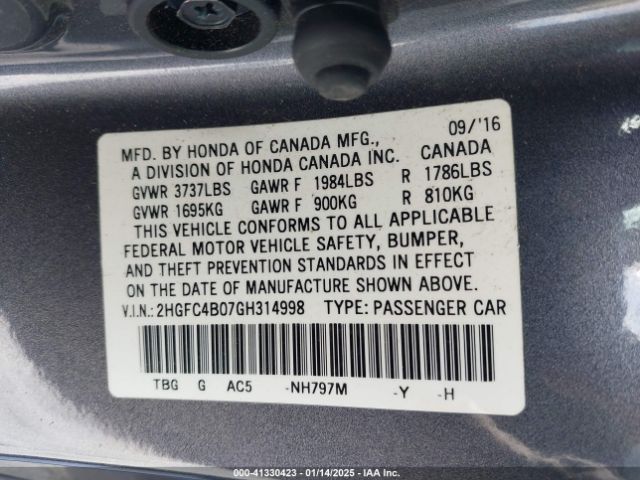 MFD. BY HONDA OF CANADA MFG., 09/'16
A DIVISION OF HONDA CANADA INC. CANADA
GVWR 3737LBS GAWR F 1984LBS R 1786LBS
GVWR 1695KG GAWR F 900KG R 810KG
THIS VEHICLE CONFORMS TO ALL APPLICABLE
FEDERAL MOTOR VEHICLE SAFETY, BUMPER,
AND THEFT PREVENTION STANDARDS IN EFFECT
ON THE DATE OF MANUFACTURE SHOWN ABOVE.
V.I.N.: 2HGFC4B07GH314998 TYPE: PASSENGER CAR
TBG G AC5 -NH797M -Y -H
000-41330423 - 01/14/2025 - IAA Inc.